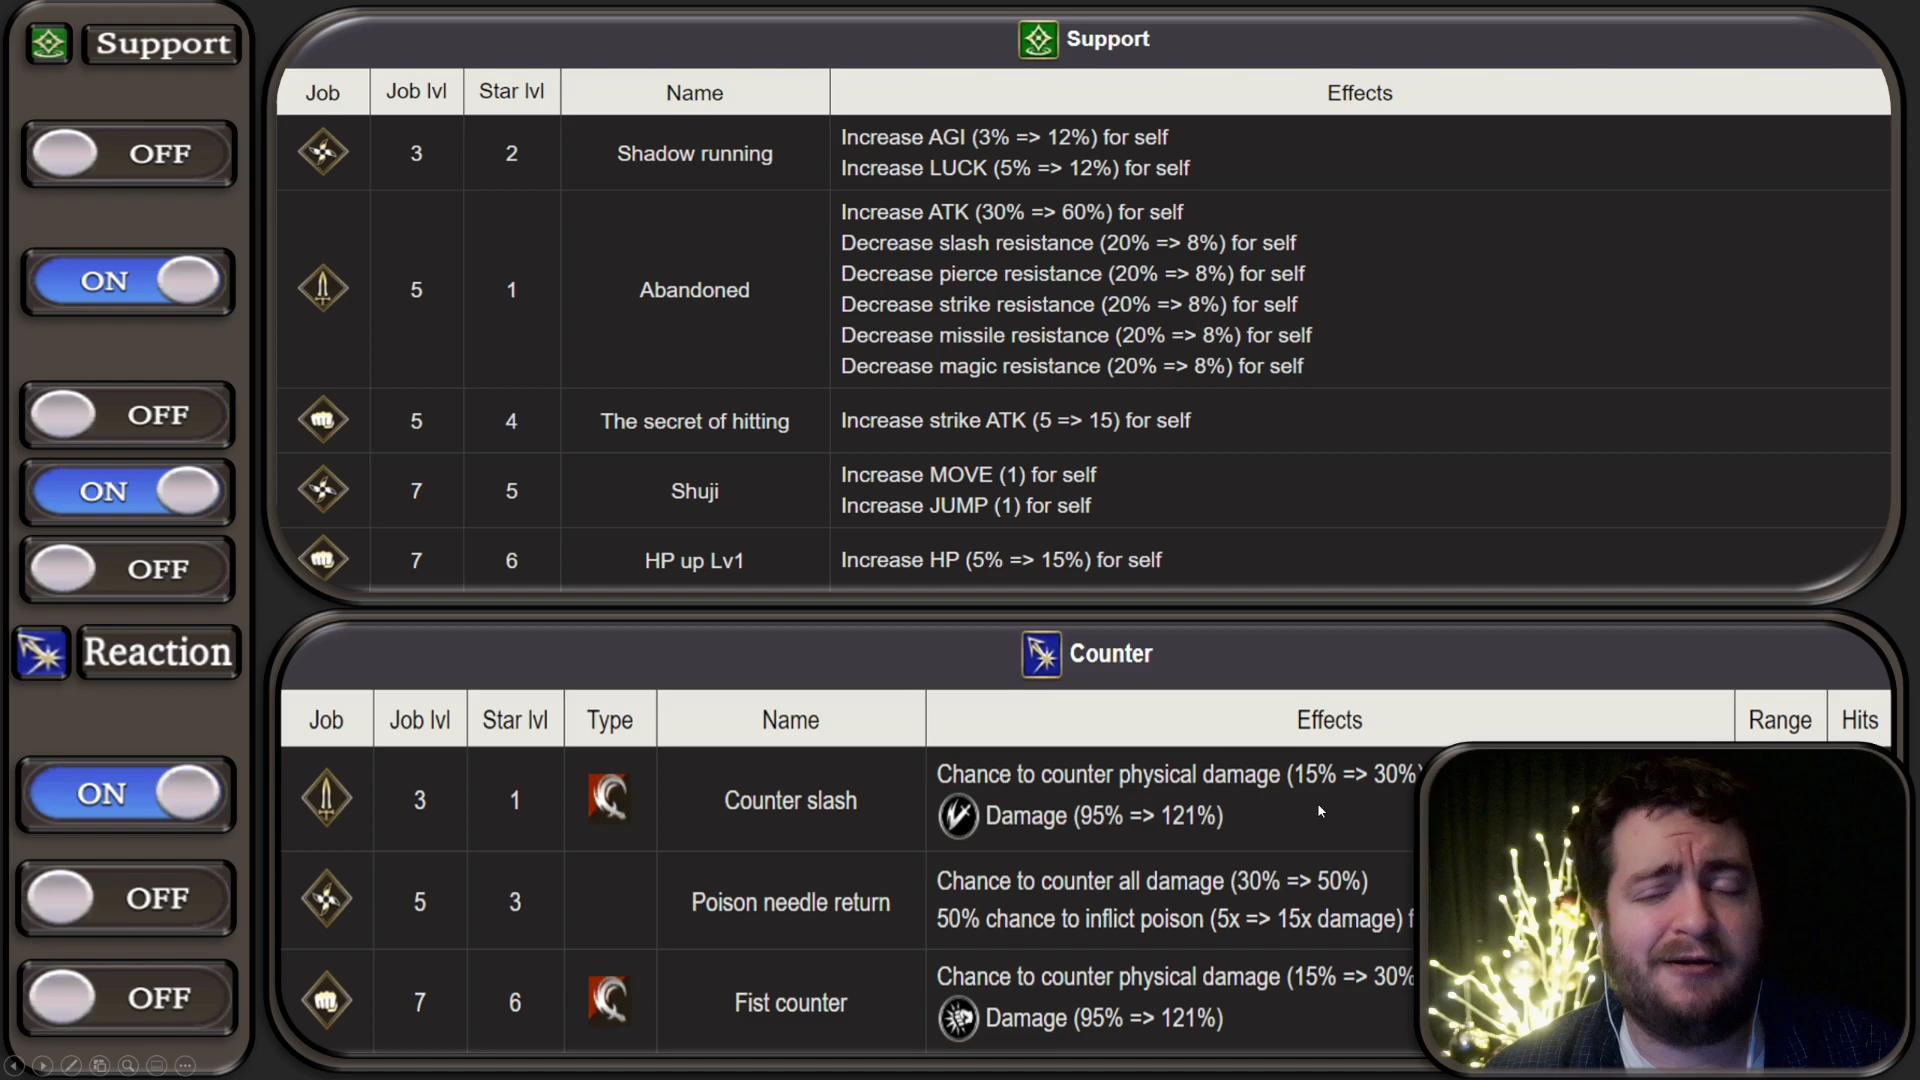 Support
OFF
ON
OFF
ON
OFF
Reaction
ON
OFF
OFF
Support
Job Job lvl Star lvl Name Effects
3 2 Shadow running
Increase AGI (3% => 12%) for self
Increase LUCK (5% => 12%) for self
5 1 Abandoned
Increase ATK (30% => 60%) for self
Decrease slash resistance (20% => 8%) for self
Decrease pierce resistance (20% => 8%) for self
Decrease strike resistance (20% => 8%) for self
Decrease missile resistance (20% => 8%) for self
Decrease magic resistance (20% => 8%) for self
5 4 The secret of hitting Increase strike ATK (5 => 15) for self
7 5 Shuji
Increase MOVE (1) for self
Increase JUMP (1) for self
7 6 HP up Lv1 Increase HP (5% => 15%) for self
Counter
Job Job lvl Star lvl Type Name Effects Range Hits
3 1 Counter slash
Chance to counter physical damage (15% => 30%)
Damage (95% => 121%)
5 3 Poison needle return
Chance to counter all damage (30% => 50%)
50% chance to inflict poison (5x => 15x damage) f
7 6 Fist counter
Chance to counter physical damage (15% => 30%
Damage (95% => 121%)